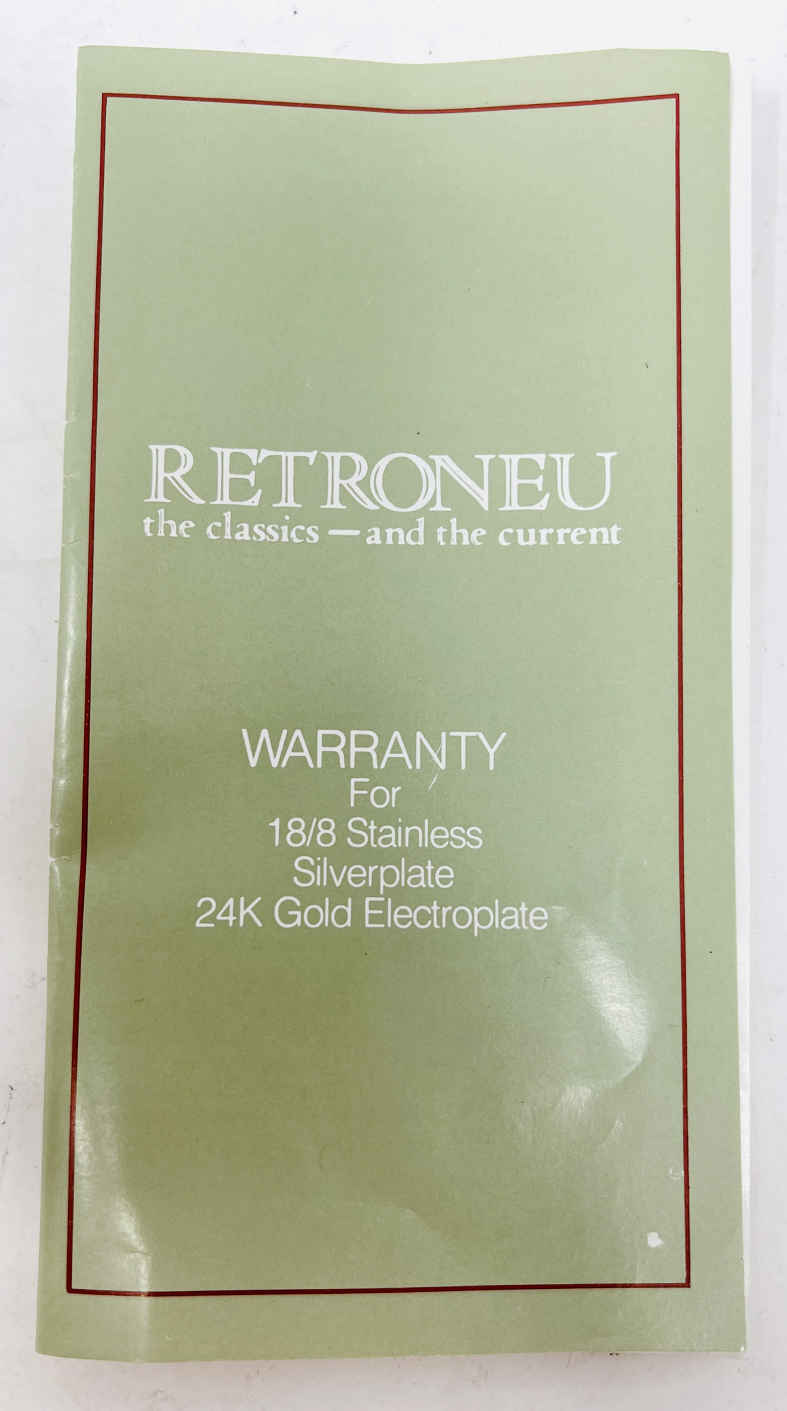 RETRONEU
the classics — and the current
WARRANTY
For
18/8 Stainless
Silverplate
24K Gold Electroplate